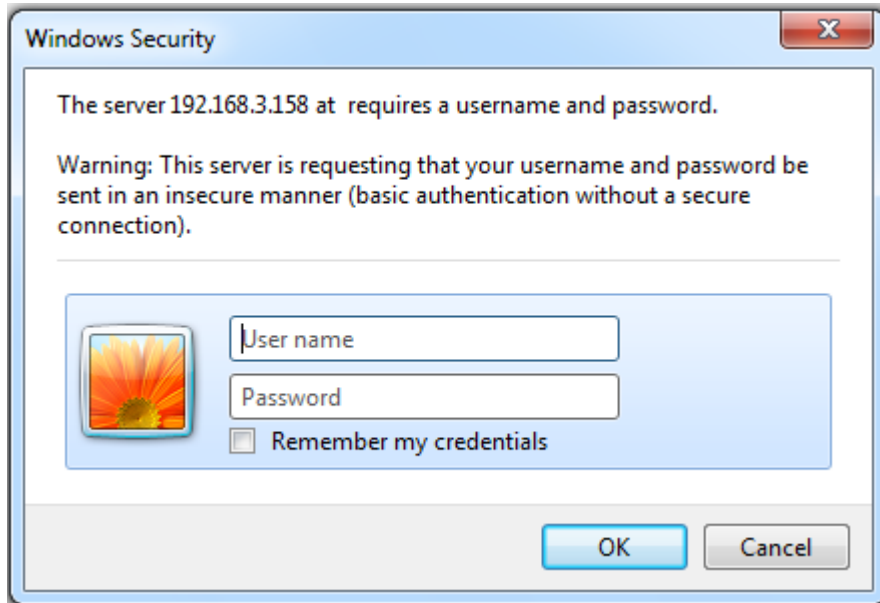 Windows Security
The server 192.168.3.158 at  requires a username and password.
Warning: This server is requesting that your username and password be
sent in an insecure manner (basic authentication without a secure
connection).
User name
Password
Remember my credentials
OK
Cancel